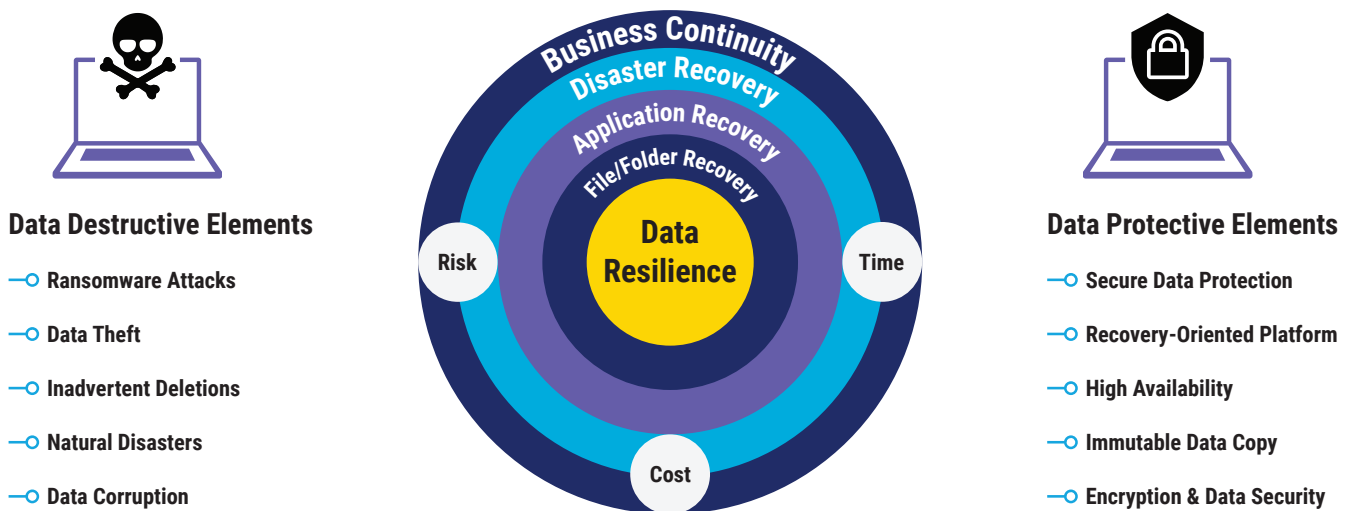 Business Continuity
Disaster Recovery
Application Recovery
File/Folder Recovery
Data
Resilience
Risk
Time
Cost
Data Destructive Elements
Ransomware Attacks
Data Theft
Inadvertent Deletions
Natural Disasters
Data Corruption
Data Protective Elements
Secure Data Protection
Recovery-Oriented Platform
High Availability
Immutable Data Copy
Encryption & Data Security